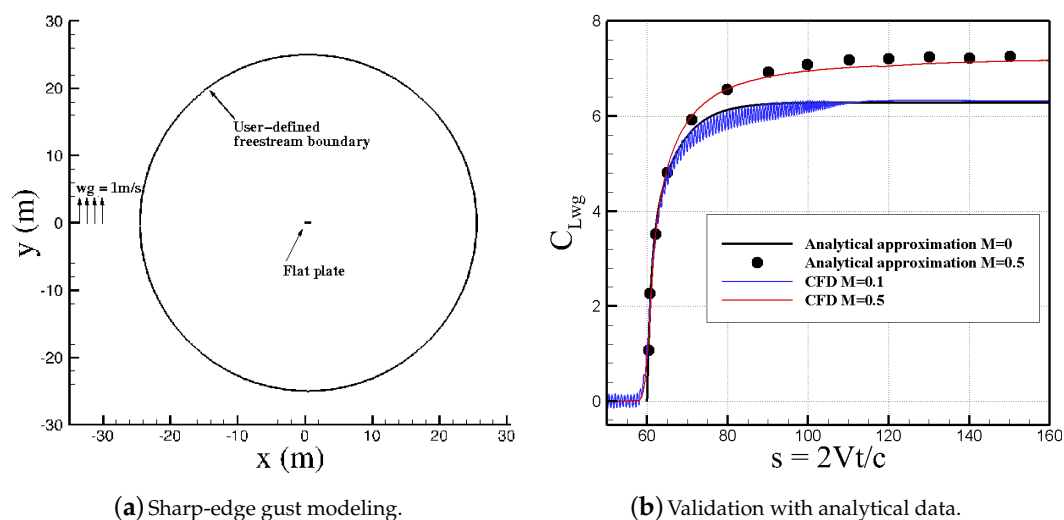 30
20
10
0
-10
-20
-30
y (m)
-30
-20
-10
0
10
20
30
x (m)
User-defined
freestream boundary
wg = 1m/s
Flat plate
8
6
4
2
0
C_Lwg
60
80
100
120
140
160
s = 2Vt/c
Analytical approximation M=0
Analytical approximation M=0.5
CFD M=0.1
CFD M=0.5
(a) Sharp-edge gust modeling.
(b) Validation with analytical data.